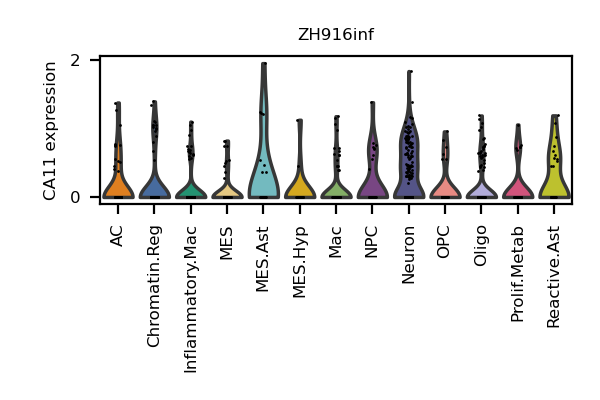 ZH916inf
CA11 expression
2
0
AC
Chromatin.Reg
Inflammatory.Mac
MES
MES.Ast
MES.Hyp
Mac
NPC
Neuron
OPC
Oligo
Prolif.Metab
Reactive.Ast